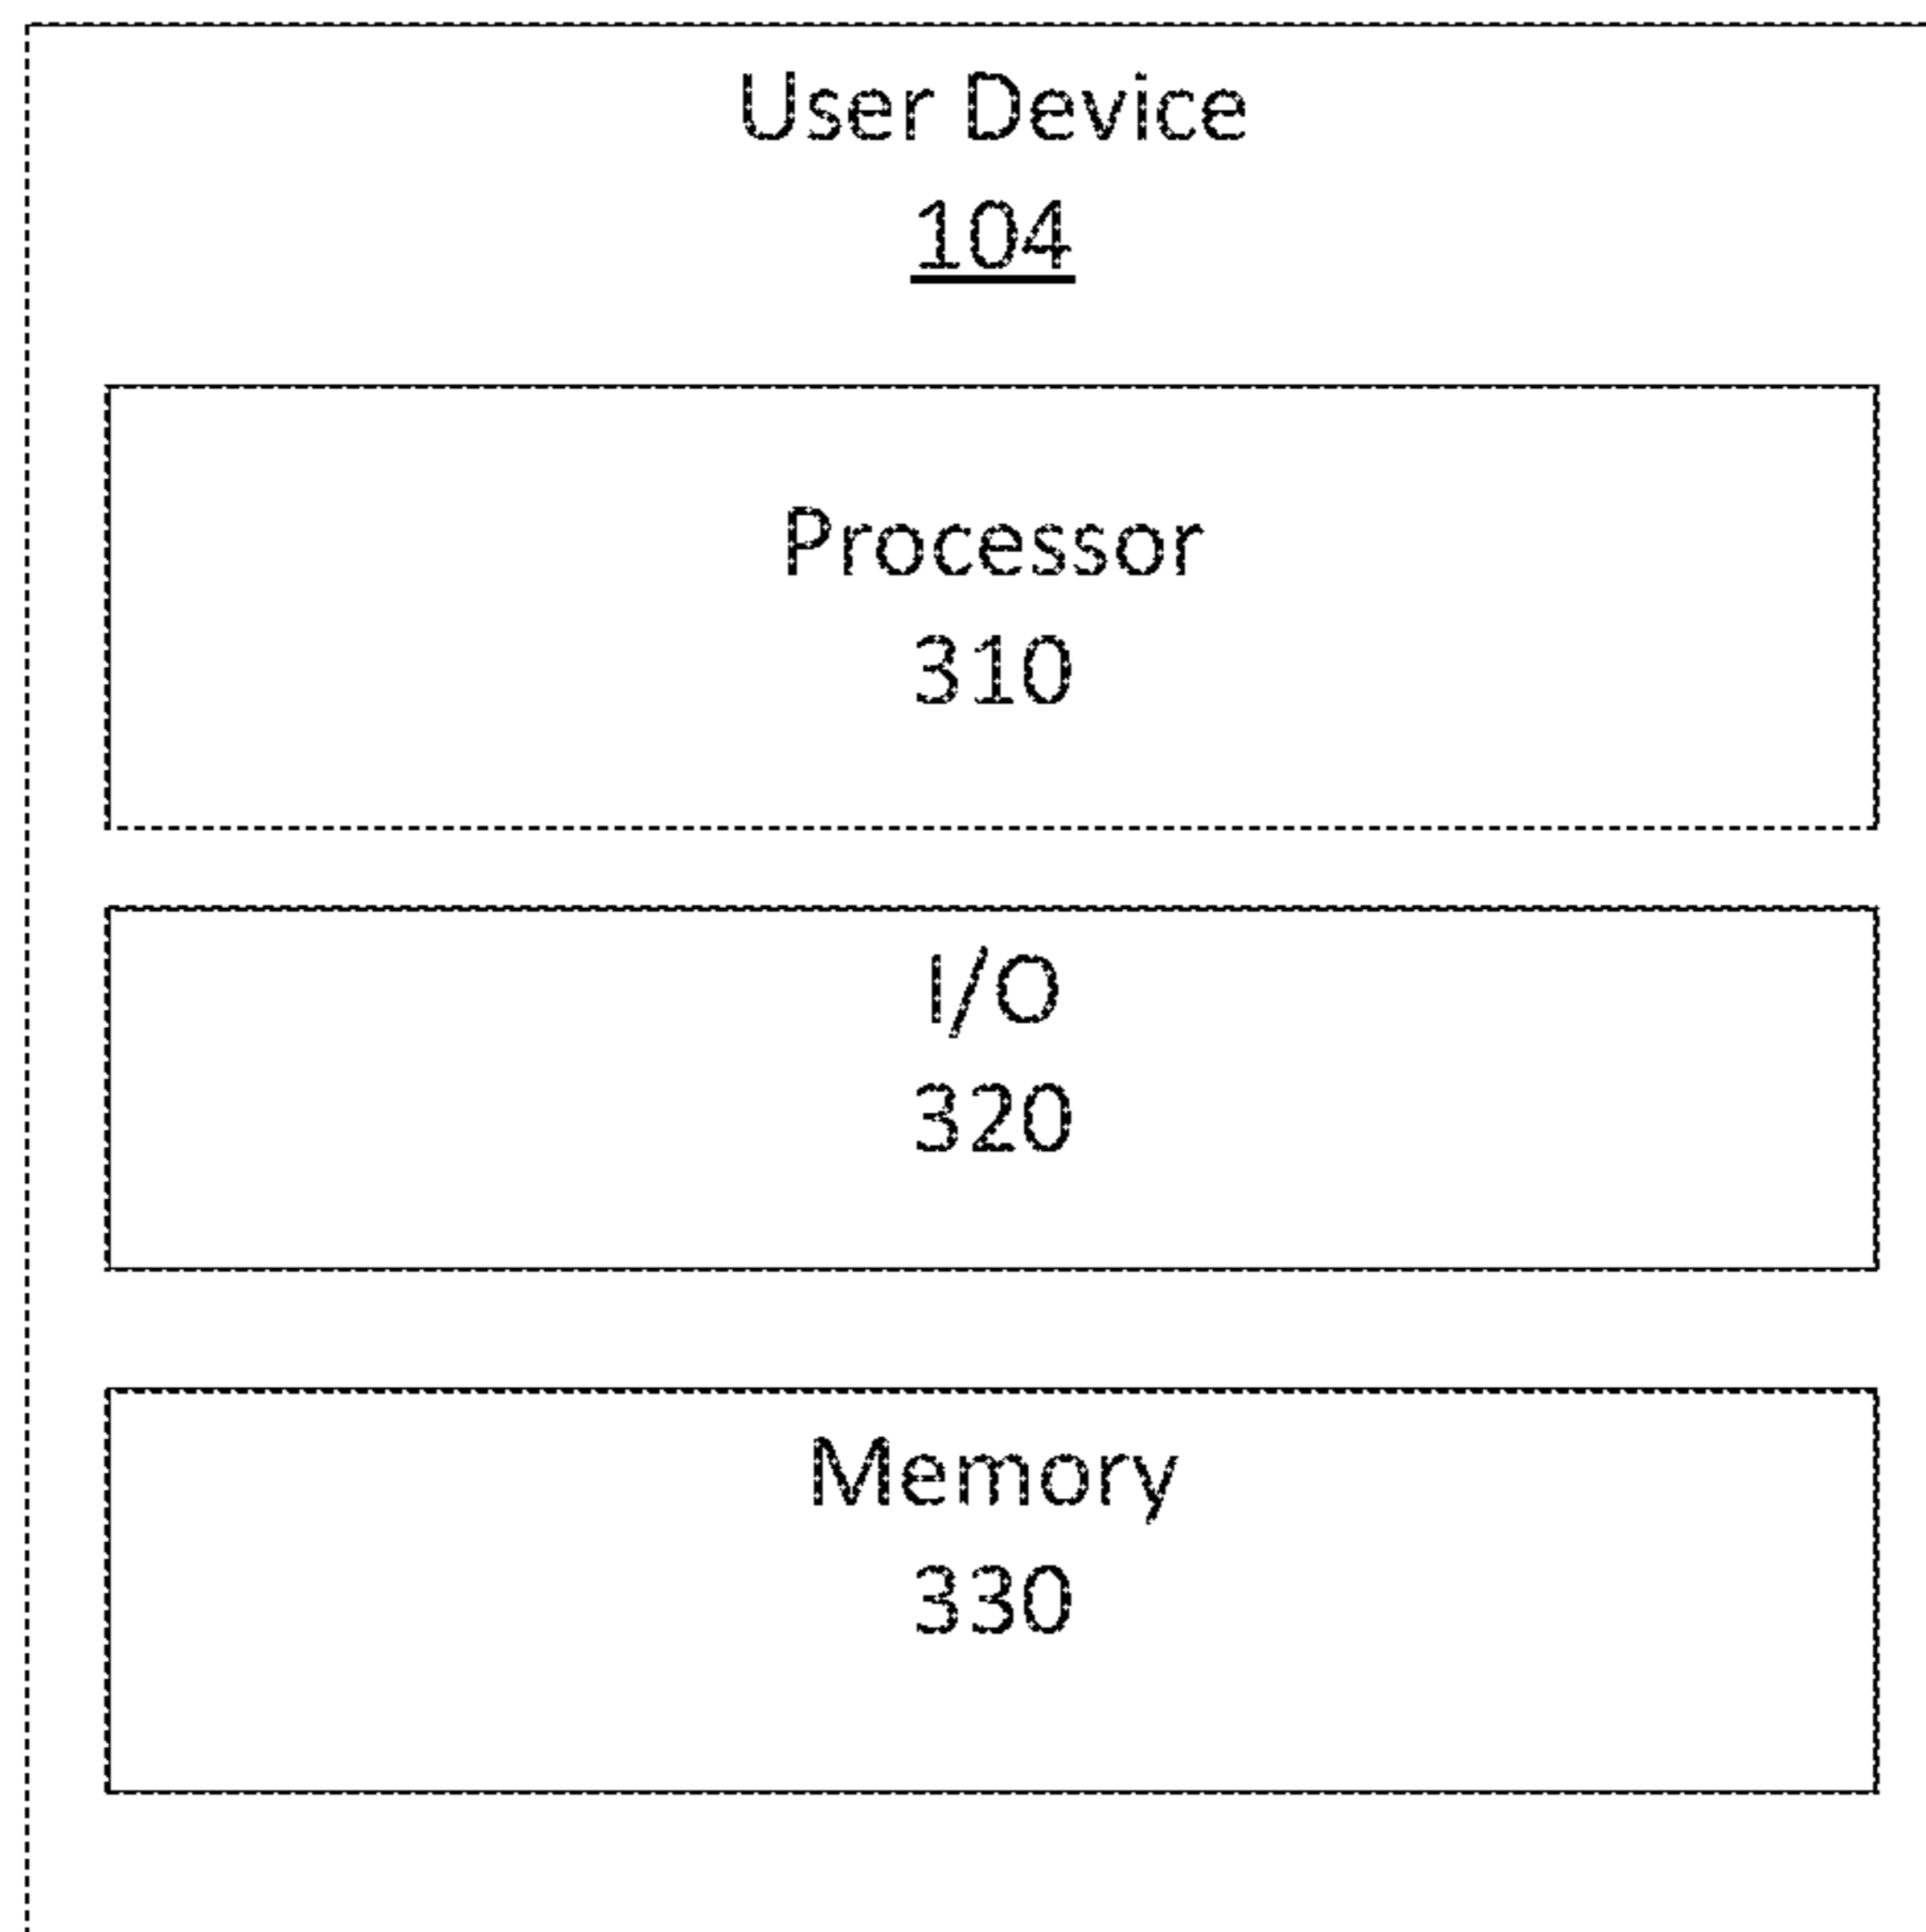 User Device
104
Processor
310
I/O
320
Memory
330